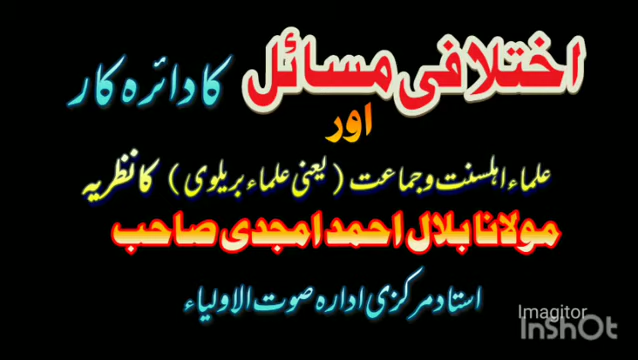 اختلافی مسائل کا دائرہ کار
اور
علماء اہلسنت وجماعت (یعنی علماء بریلوی) کا نظریہ
مولانا بلال احمد امجدی صاحب
استاد مرکزی ادارہ صوت الاولیاء
Imagitor
InShOt